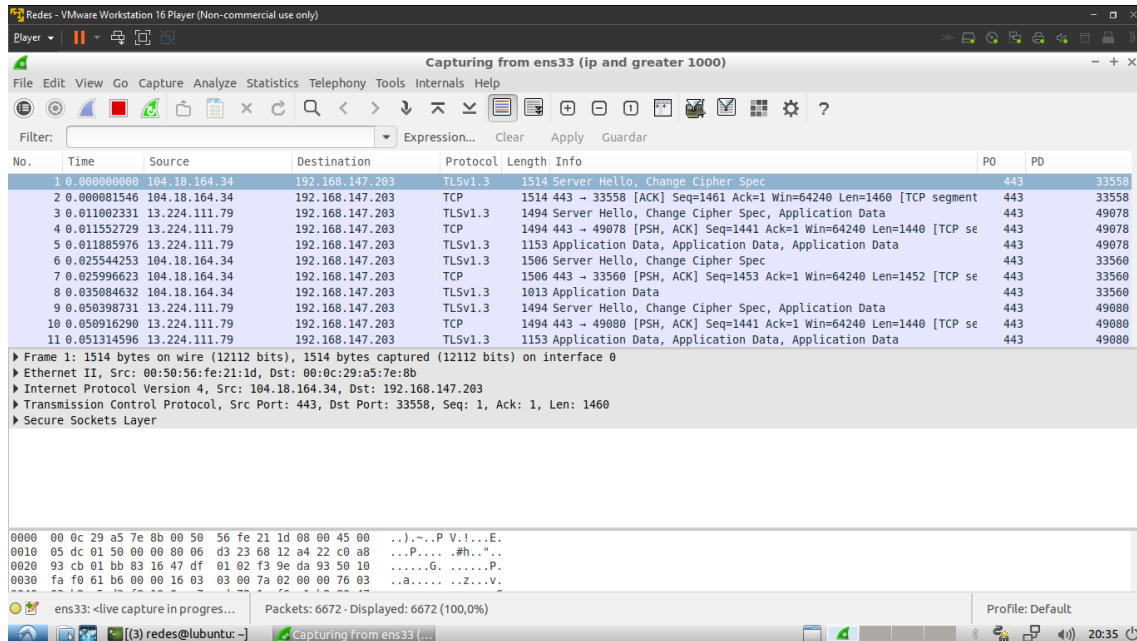 Redes - VMware Workstation 16 Player (Non-commercial use only)
Player
Capturing from ens33 (ip and greater 1000)
File Edit View Go Capture Analyze Statistics Telephony Tools Internals Help
Filter: Expression... Clear Apply Guardar
No. Time Source Destination Protocol Length Info PO PD
1 0.000000000 104.18.164.34 192.168.147.203 TLSv1.3 1514 Server Hello, Change Cipher Spec 443 33558
2 0.000081546 104.18.164.34 192.168.147.203 TCP 1514 443 → 33558 [ACK] Seq=1461 Ack=1 Win=64240 Len=1460 [TCP segment 443 33558
3 0.011002331 13.224.111.79 192.168.147.203 TLSv1.3 1494 Server Hello, Change Cipher Spec, Application Data 443 49078
4 0.011552729 13.224.111.79 192.168.147.203 TCP 1494 443 → 49078 [PSH, ACK] Seq=1441 Ack=1 Win=64240 Len=1440 [TCP se 443 49078
5 0.011885976 13.224.111.79 192.168.147.203 TLSv1.3 1153 Application Data, Application Data, Application Data 443 49078
6 0.025544253 104.18.164.34 192.168.147.203 TLSv1.3 1506 Server Hello, Change Cipher Spec 443 33560
7 0.025996623 104.18.164.34 192.168.147.203 TCP 1506 443 → 33560 [PSH, ACK] Seq=1453 Ack=1 Win=64240 Len=1452 [TCP se 443 33560
8 0.035084632 104.18.164.34 192.168.147.203 TLSv1.3 1013 Application Data 443 33560
9 0.050398731 13.224.111.79 192.168.147.203 TLSv1.3 1494 Server Hello, Change Cipher Spec, Application Data 443 49080
10 0.050916290 13.224.111.79 192.168.147.203 TCP 1494 443 → 49080 [PSH, ACK] Seq=1441 Ack=1 Win=64240 Len=1440 [TCP se 443 49080
11 0.051314596 13.224.111.79 192.168.147.203 TLSv1.3 1153 Application Data, Application Data, Application Data 443 49080
Frame 1: 1514 bytes on wire (12112 bits), 1514 bytes captured (12112 bits) on interface 0
Ethernet II, Src: 00:50:56:fe:21:1d, Dst: 00:0c:29:a5:7e:8b
Internet Protocol Version 4, Src: 104.18.164.34, Dst: 192.168.147.203
Transmission Control Protocol, Src Port: 443, Dst Port: 33558, Seq: 1, Ack: 1, Len: 1460
Secure Sockets Layer
0000 00 0c 29 a5 7e 8b 00 50 56 fe 21 1d 08 00 45 00 ..).~..P V.!...E.
0010 05 dc 01 50 00 00 80 06 d3 23 68 12 a4 22 c0 a8 ...P.... .#h.."..
0020 93 cb 01 bb 83 16 47 df 01 02 f3 9e da 93 50 10 ......G. ......P.
0030 fa f0 61 b6 00 00 16 03 03 00 7a 02 00 00 76 03 ..a..... ..z...v.
ens33: <live capture in progres... Packets: 6672 · Displayed: 6672 (100,0%) Profile: Default
[(3) redes@lubuntu: ~] Capturing from ens33 (... 20:35